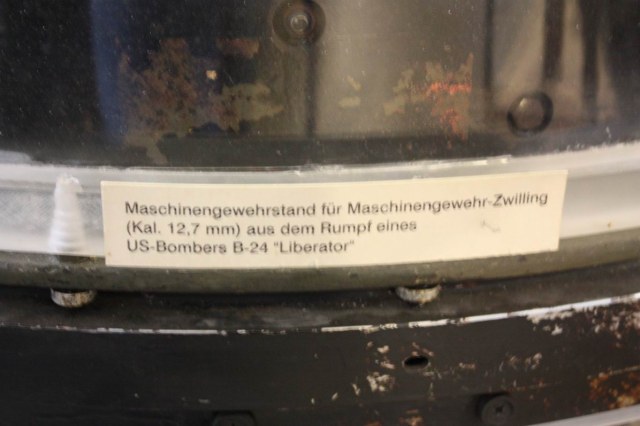 Maschinengewehrstand für Maschinengewehr-Zwilling
(Kal. 12,7 mm) aus dem Rumpf eines
US-Bombers B-24 "Liberator"